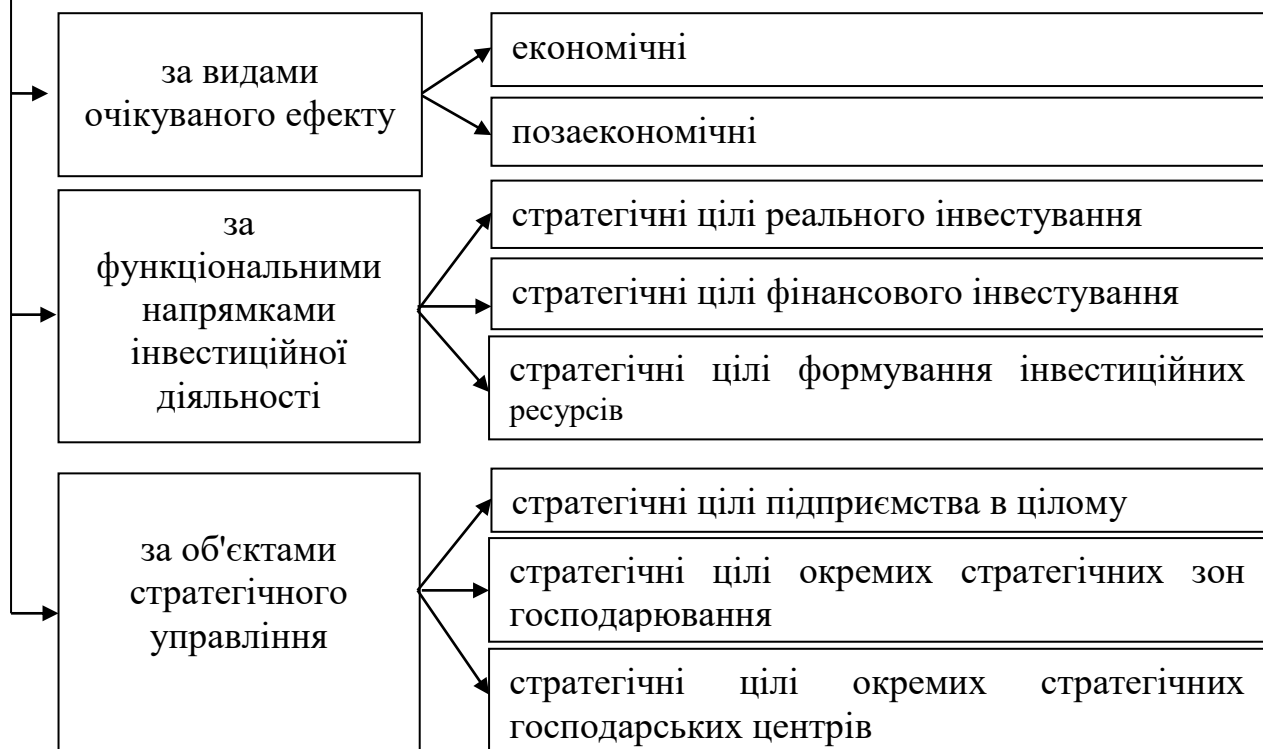 за видами
очікуваного ефекту
економічні
позаекономічні
за
функціональними
напрямками
інвестиційної
діяльності
стратегічні цілі реального інвестування
стратегічні цілі фінансового інвестування
стратегічні цілі формування інвестиційних
ресурсів
за об'єктами
стратегічного
управління
стратегічні цілі підприємства в цілому
стратегічні цілі окремих стратегічних зон
господарювання
стратегічні цілі окремих стратегічних
господарських центрів